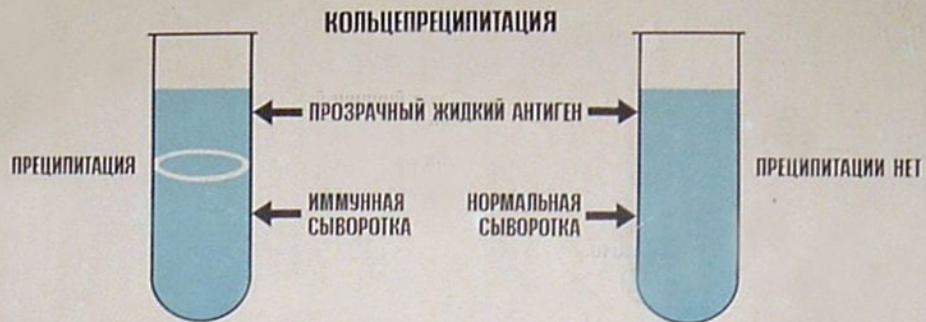 КОЛЬЦЕПРЕЦИПИТАЦИЯ
ПРОЗРАЧНЫЙ ЖИДКИЙ АНТИГЕН
ПРЕЦИПИТАЦИЯ
ПРЕЦИПИТАЦИИ НЕТ
ИММУННАЯ
СЫВОРОТКА
НОРМАЛЬНАЯ
СЫВОРОТКА